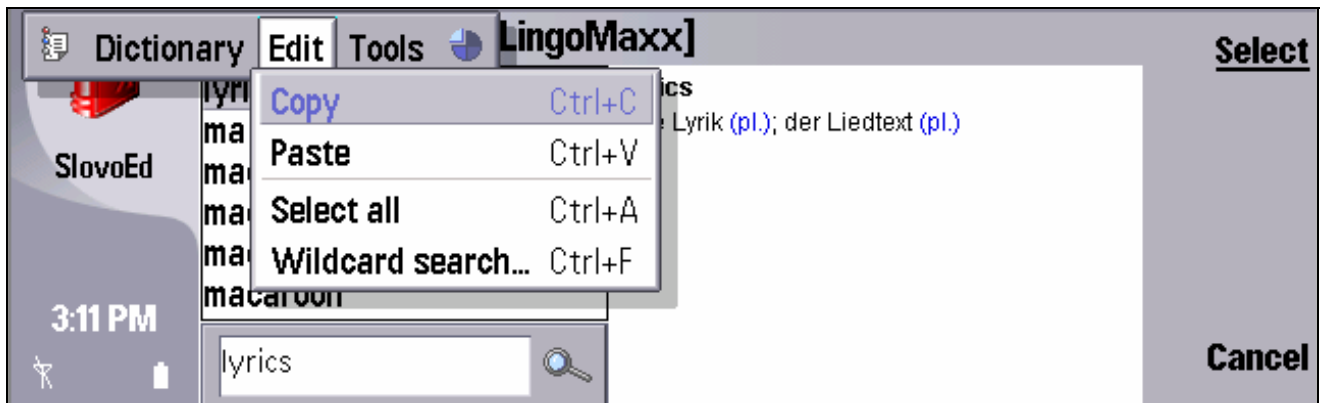 Dictionary Edit Tools
LingoMaxx]
Select
Copy Ctrl+C
Paste Ctrl+V
Select all Ctrl+A
Wildcard search... Ctrl+F
Lyrik (pl.); der Liedtext (pl.)
SlovoEd
macaroon
3:11 PM
lyrics
Cancel